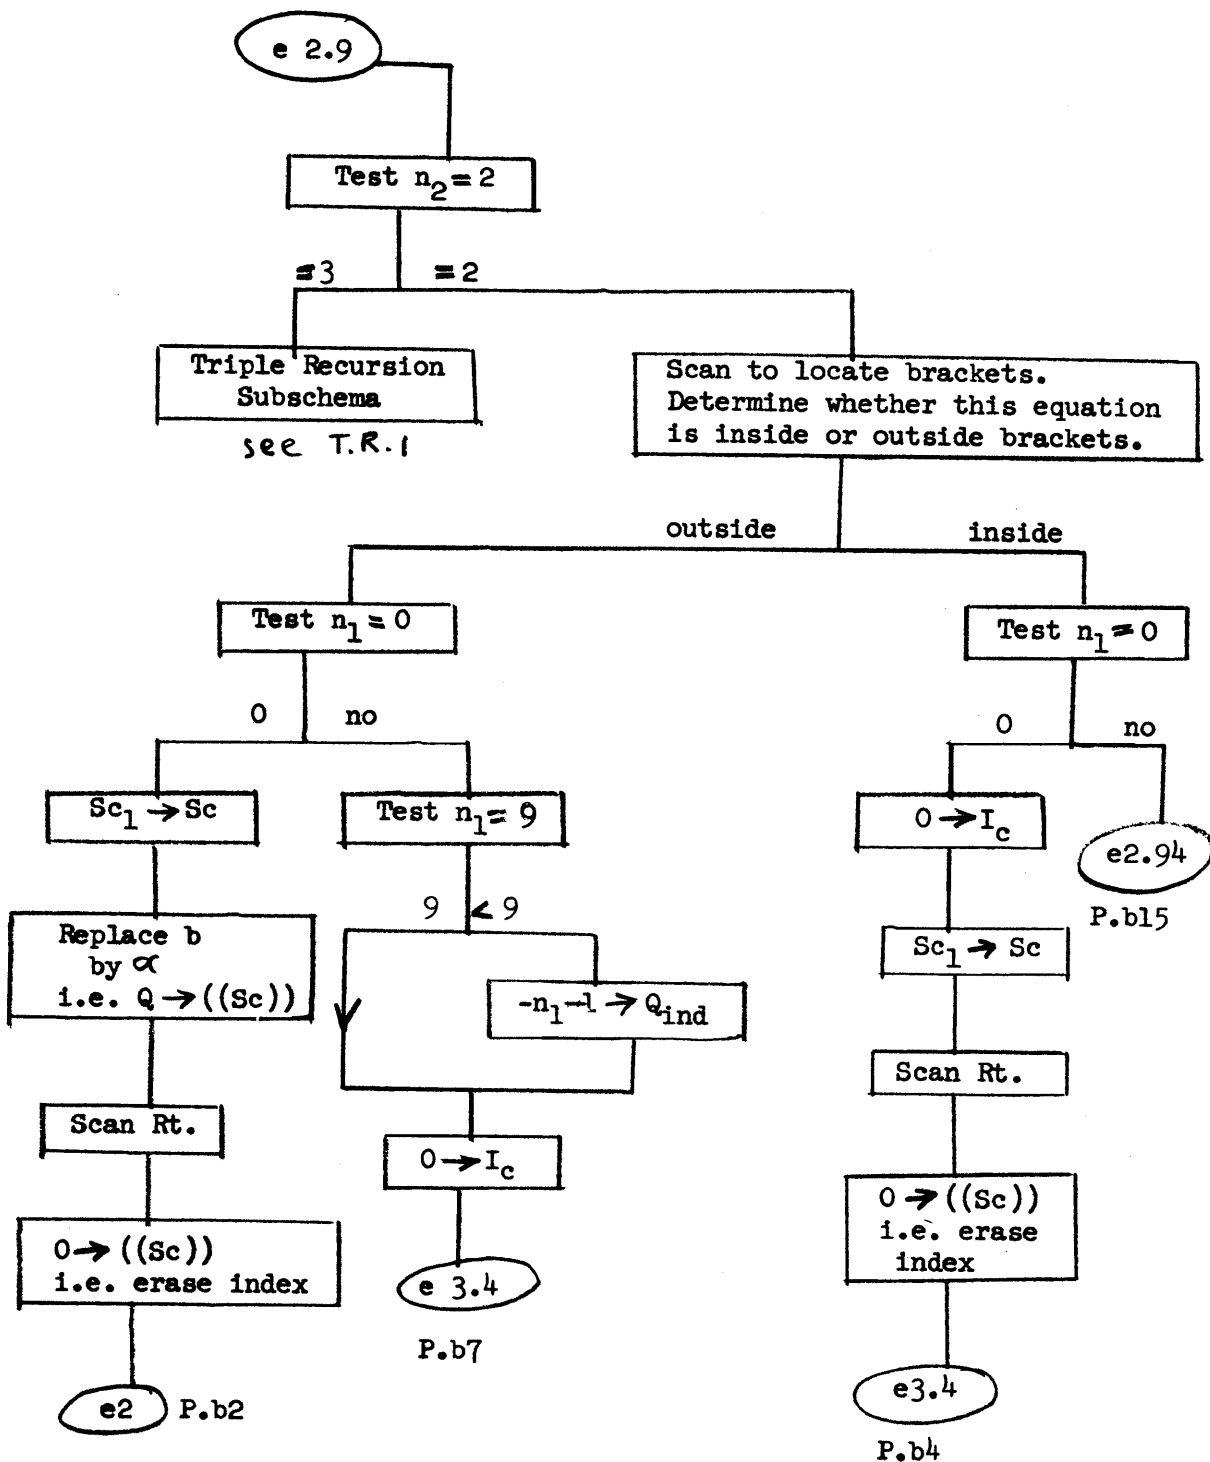 e 2.9
Test n₂ = 2
=3
=2
Triple Recursion
Subschema
see T.R.1
Scan to locate brackets.
Determine whether this equation
is inside or outside brackets.
outside
inside
Test n₁ = 0
0
no
Sc₁ → Sc
Replace b
by α
i.e. Q → ((Sc))
Scan Rt.
0 → ((Sc))
i.e. erase index
e2
P.b2
Test n₁ = 9
9
< 9
-n₁-1 → Q_ind
0 → I_c
e 3.4
P.b7
Test n₁ = 0
0
no
0 → I_c
Sc₁ → Sc
Scan Rt.
0 → ((Sc))
i.e. erase
index
e3.4
P.b4
e2.94
P.b15